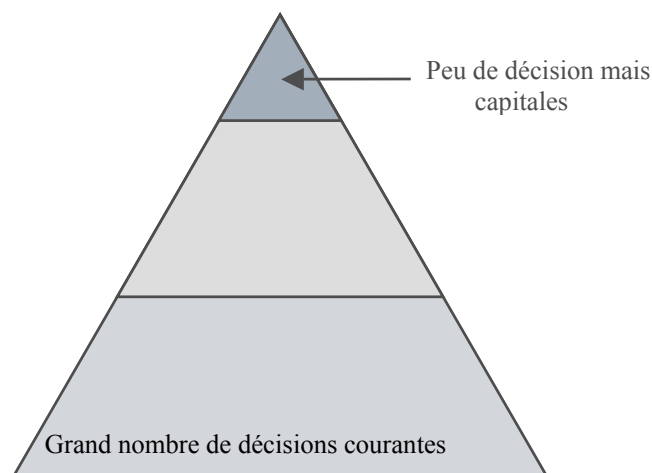 Peu de décision mais
capitales
Grand nombre de décisions courantes